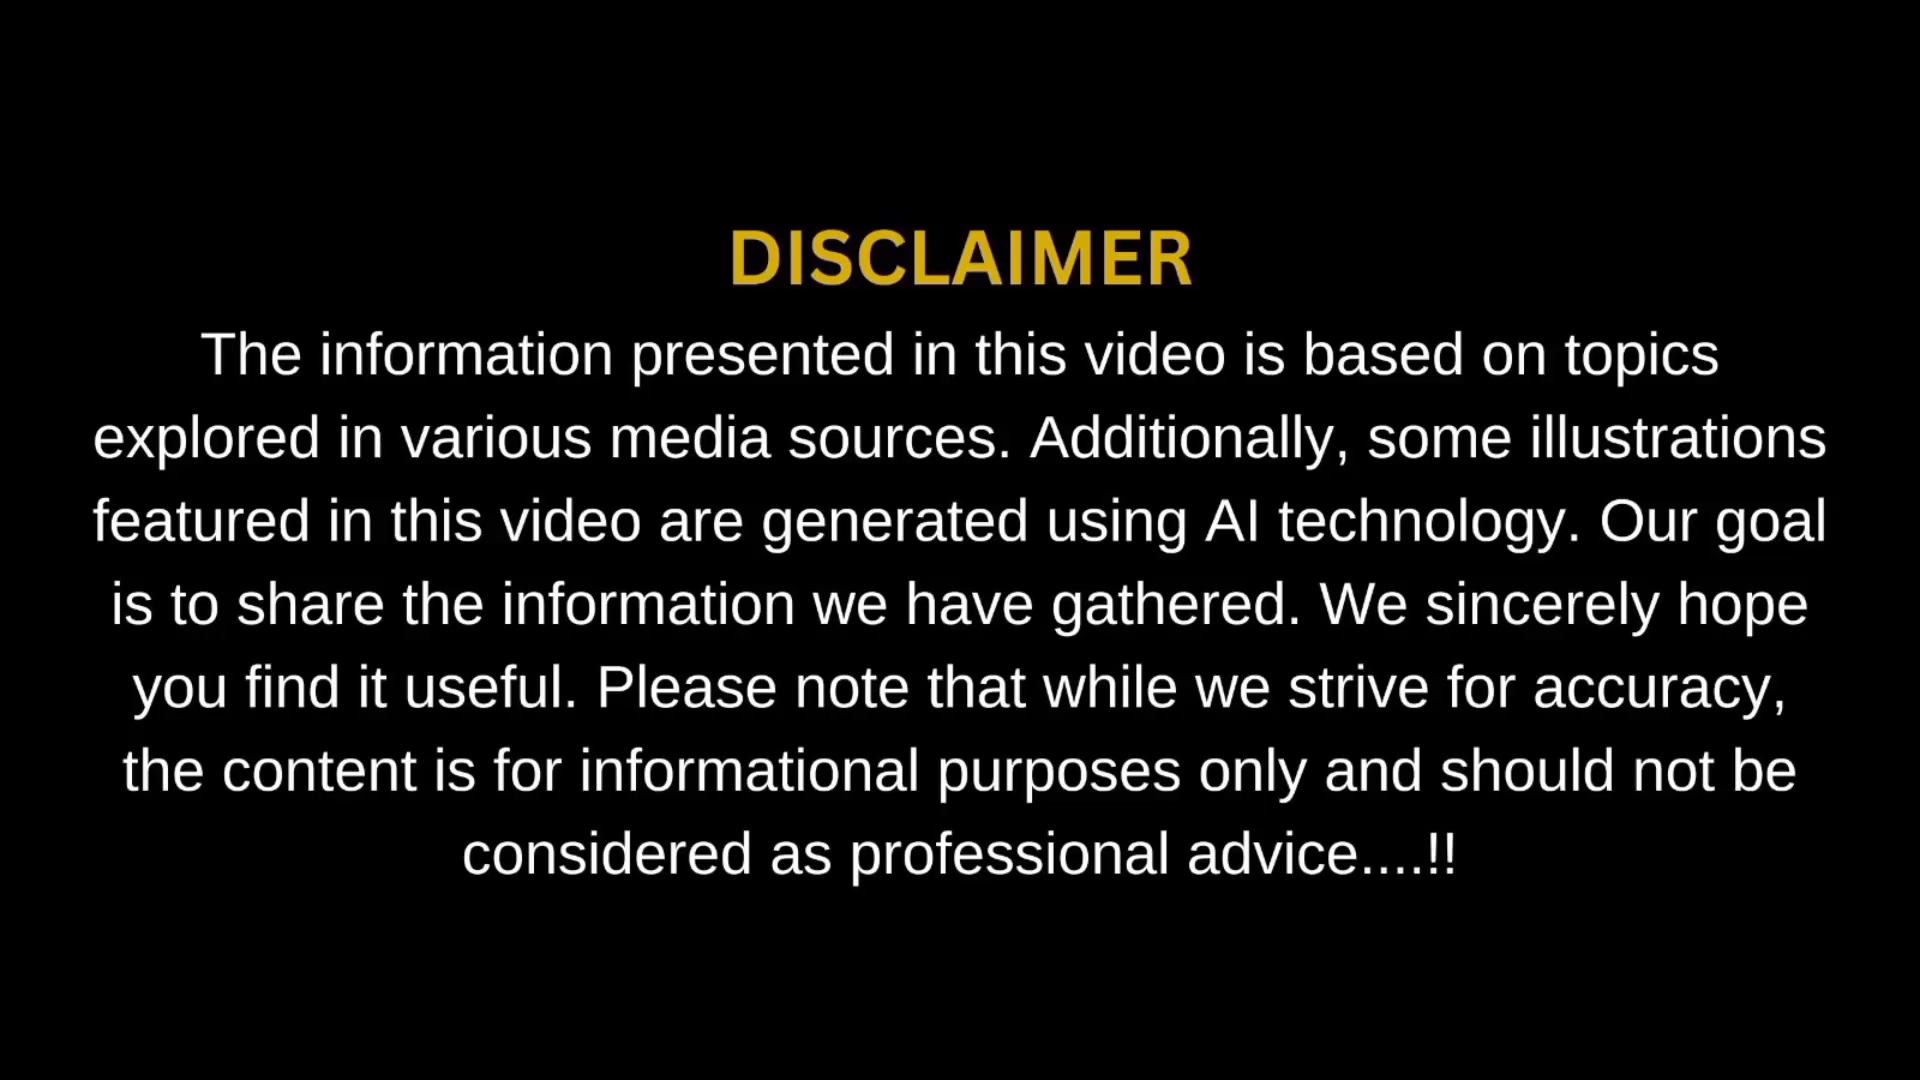 DISCLAIMER
The information presented in this video is based on topics
explored in various media sources. Additionally, some illustrations
featured in this video are generated using AI technology. Our goal
is to share the information we have gathered. We sincerely hope
you find it useful. Please note that while we strive for accuracy,
the content is for informational purposes only and should not be
considered as professional advice....!!